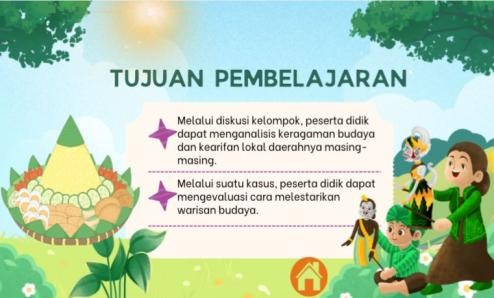 TUJUAN PEMBELAJARAN
Melalui diskusi kelompok, peserta didik
dapat menganalisis keragaman budaya
dan kearifan lokal daerahnya masing-
masing.
Melalui suatu kasus, peserta didik dapat
mengevaluasi cara melestarikan
warisan budaya.